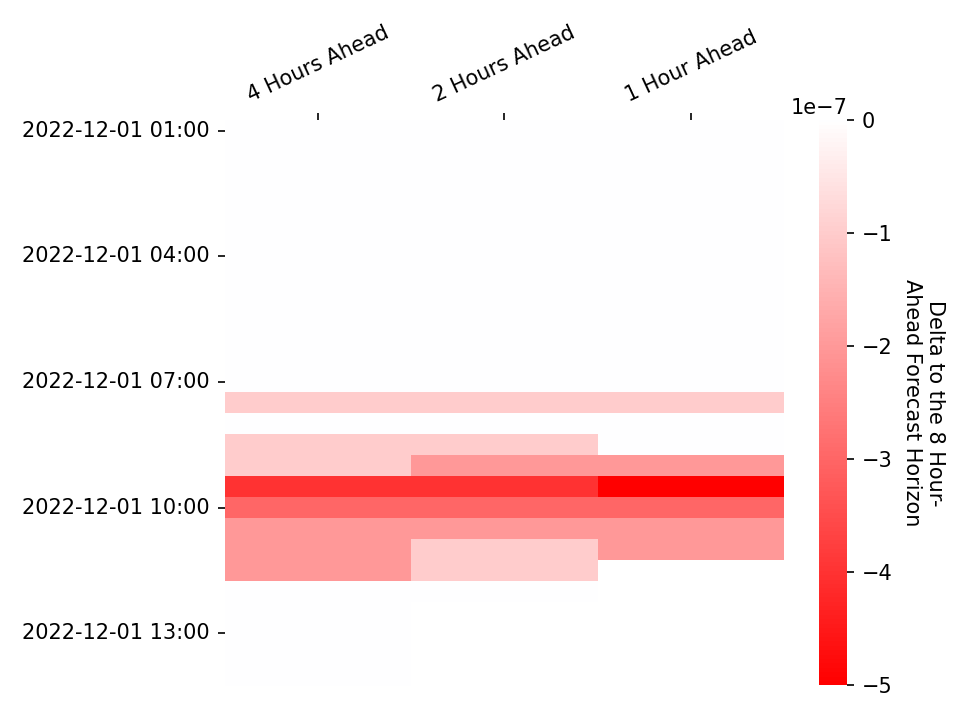 4 Hours Ahead
2 Hours Ahead
1 Hour Ahead
1e−7
2022-12-01 01:00
2022-12-01 04:00
2022-12-01 07:00
2022-12-01 10:00
2022-12-01 13:00
0
−1
−2
−3
−4
−5
Delta to the 8 Hour-
Ahead Forecast Horizon